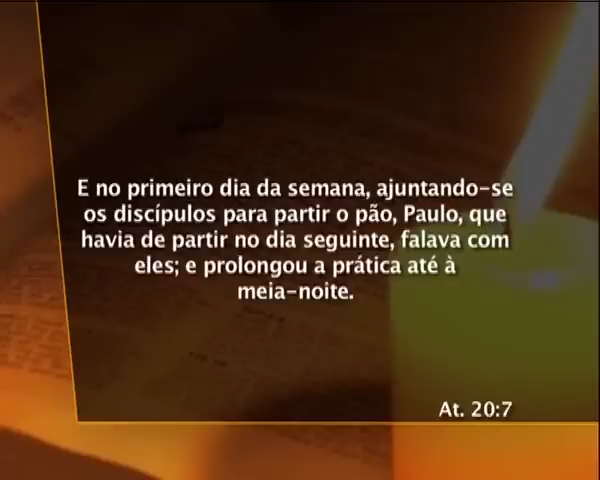 E no primeiro dia da semana, ajuntando-se
os discípulos para partir o pão, Paulo, que
havia de partir no dia seguinte, falava com
eles; e prolongou a prática até à
meia-noite.
At. 20:7